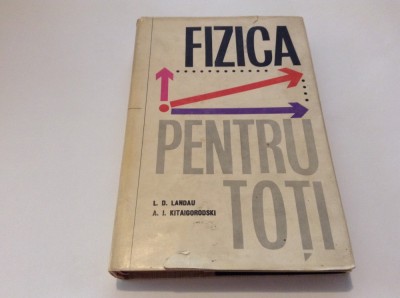 FIZICA
PENTRU
TOȚI
L. D. LANDAU
A. I. KITAIGORODSKI